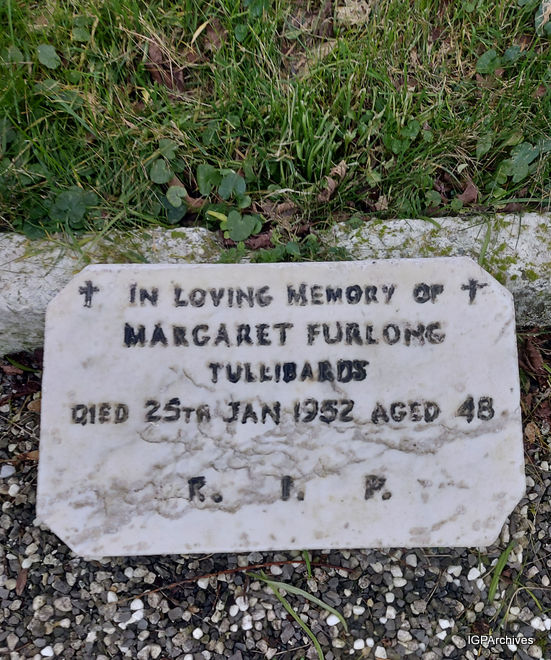 ✝ IN LOVING MEMORY OF ✝
MARGARET FURLONG
TULLIBARDS
DIED 25TH JAN 1952 AGED 48
R. I. P.
IGPArchives